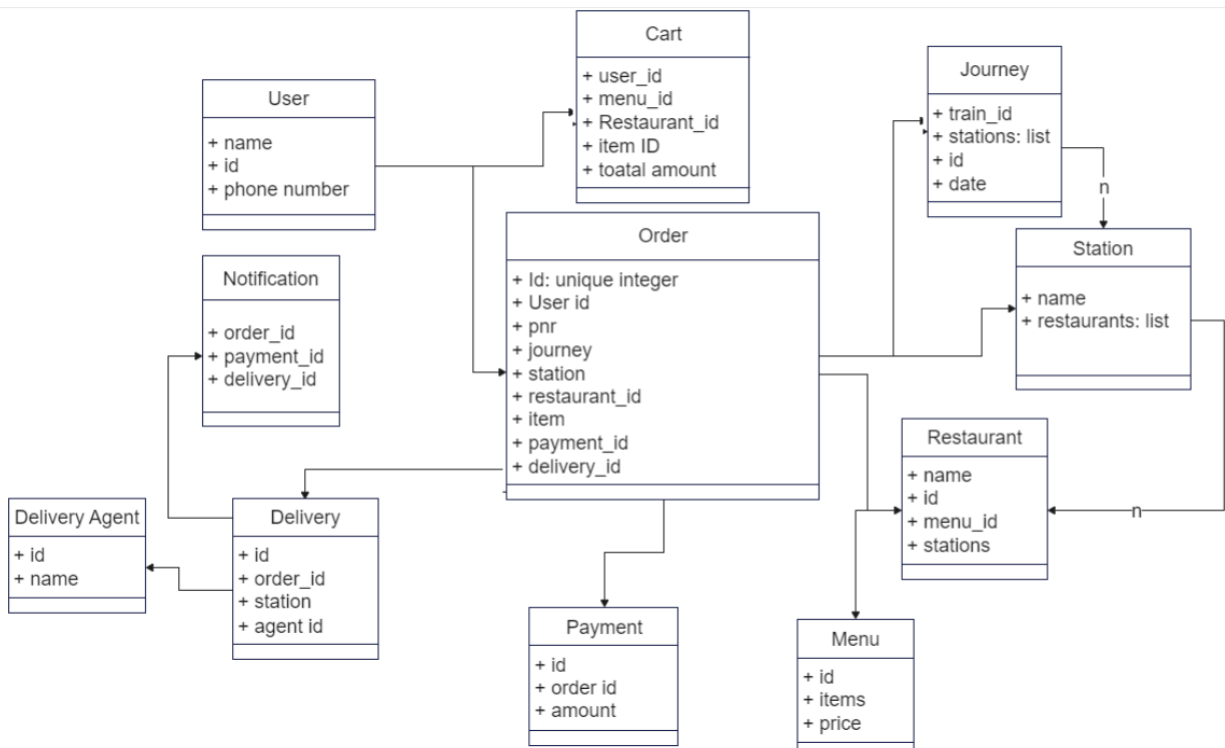 Cart
+ user_id
+ menu_id
+ Restaurant_id
+ item ID
+ toatal amount
Journey
+ train_id
+ stations: list
+ id
+ date
User
+ name
+ id
+ phone number
n
Order
+ Id: unique integer
+ User id
+ pnr
+ journey
+ station
+ restaurant_id
+ item
+ payment_id
+ delivery_id
Station
+ name
+ restaurants: list
Notification
+ order_id
+ payment_id
+ delivery_id
Restaurant
+ name
+ id
+ menu_id
+ stations
n
Delivery Agent
+ id
+ name
Delivery
+ id
+ order_id
+ station
+ agent id
Payment
+ id
+ order id
+ amount
Menu
+ id
+ items
+ price